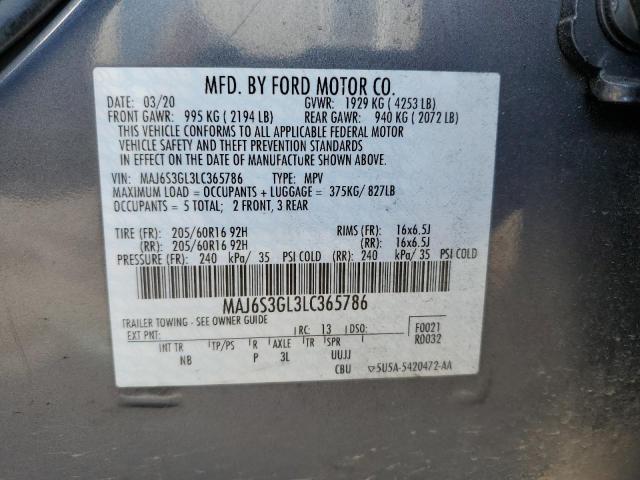 MFD. BY FORD MOTOR CO.
DATE: 03/20 GVWR: 1929 KG ( 4253 LB)
FRONT GAWR: 995 KG ( 2194 LB) REAR GAWR: 940 KG ( 2072 LB)
THIS VEHICLE CONFORMS TO ALL APPLICABLE FEDERAL MOTOR
VEHICLE SAFETY AND THEFT PREVENTION STANDARDS
IN EFFECT ON THE DATE OF MANUFACTURE SHOWN ABOVE.
VIN: MAJ6S3GL3LC365786 TYPE: MPV
MAXIMUM LOAD = OCCUPANTS + LUGGAGE = 375KG/ 827LB
OCCUPANTS = 5 TOTAL; 2 FRONT, 3 REAR
TIRE (FR): 205/60R16 92H RIMS (FR): 16x6.5J
(RR): 205/60R16 92H (RR): 16x6.5J
PRESSURE (FR): 240 kPa/ 35 PSI COLD (RR): 240 kPa/ 35 PSI COLD
MAJ6S3GL3LC365786
TRAILER TOWING - SEE OWNER GUIDE
EXT PNT: RC: 13 DSO: F0021
R0032
INT TR TP/PS R AXLE TR SPR
NB P 3L UUJJ
CBU 5U5A-5420472-AA